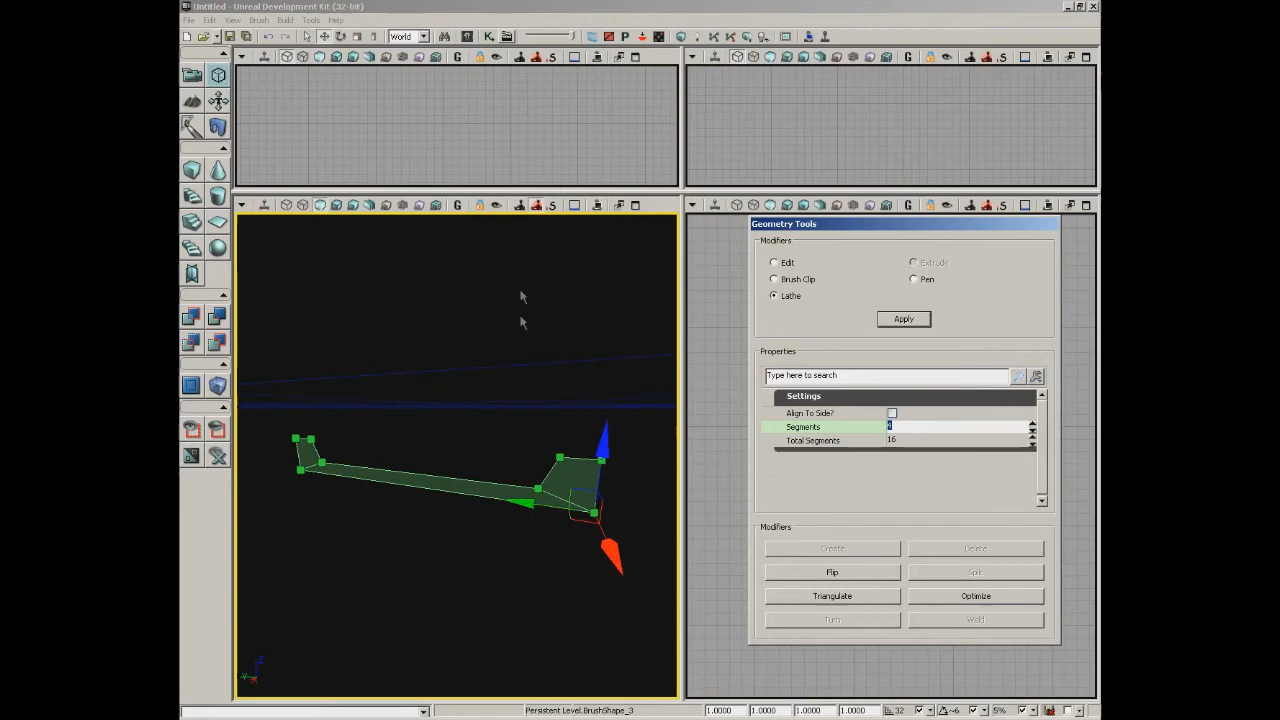 Untitled - Unreal Development Kit (32-bit)
File Edit View Brush Build Tools Help
World
Geometry Tools
Modifiers
Edit
Extrude
Brush Clip
Pen
Lathe
Apply
Properties
Type here to search
Settings
Align To Side?
Segments
Total Segments 16
Modifiers
Create Delete
Flip Split
Triangulate Optimize
Turn Weld
Persistent Level.BrushShape_3 1.0000 1.0000 1.0000 1.0000 32 ~6 5%